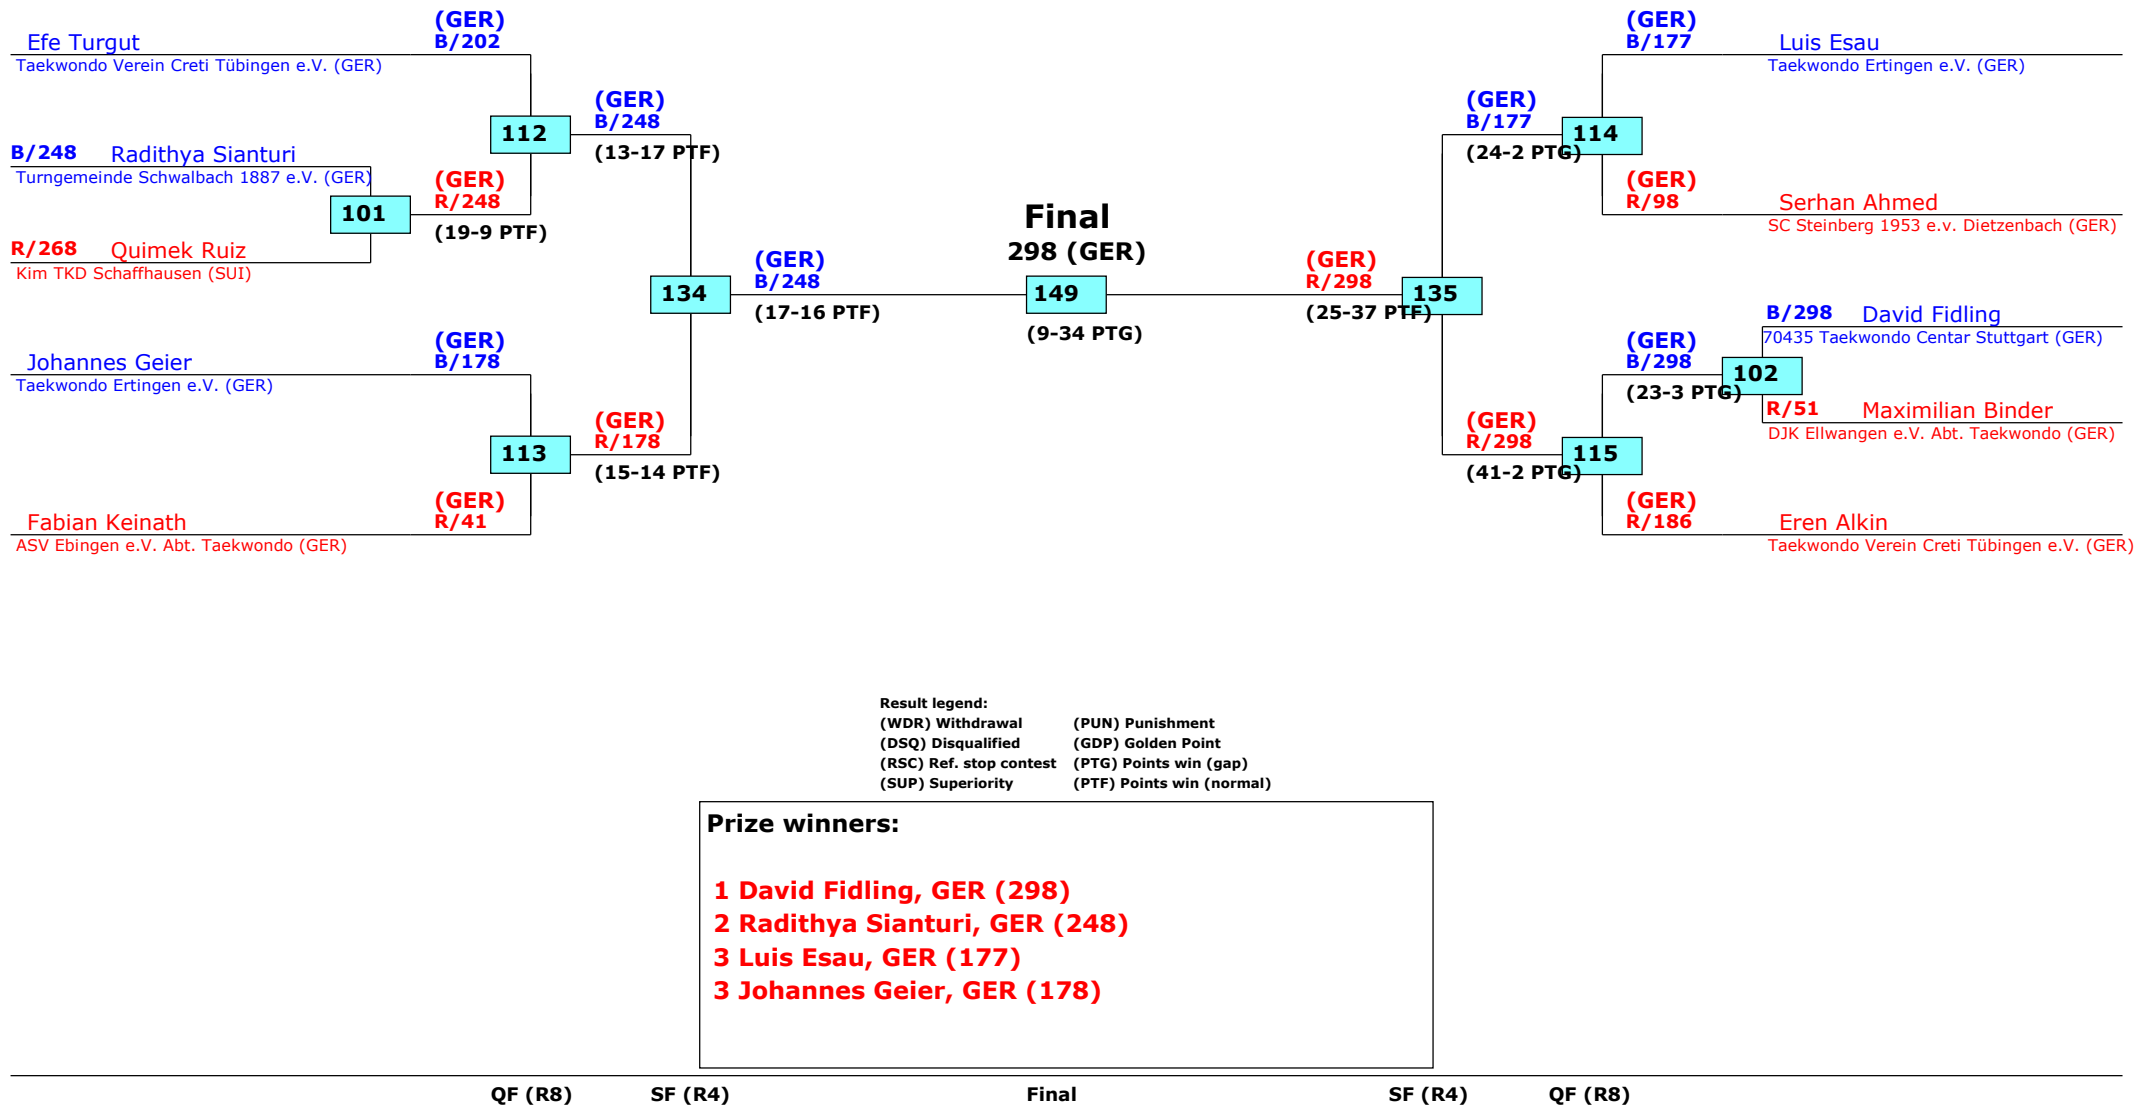 (GER)
B/202
Efe Turgut
Taekwondo Verein Creti Tübingen e.V. (GER)
112
(GER)
B/248
(13-17 PTF)
B/248 Radithya Sianturi
Turngemeinde Schwalbach 1887 e.V. (GER)
101
(GER)
R/248
(19-9 PTF)
R/268 Quimek Ruiz
Kim TKD Schaffhausen (SUI)
134
(GER)
B/248
(17-16 PTF)
(GER)
B/178
Johannes Geier
Taekwondo Ertingen e.V. (GER)
113
(GER)
R/178
(15-14 PTF)
(GER)
R/41
Fabian Keinath
ASV Ebingen e.V. Abt. Taekwondo (GER)
Final
298 (GER)
149
(9-34 PTG)
(GER)
B/177
Luis Esau
Taekwondo Ertingen e.V. (GER)
(GER)
B/177
114
(24-2 PTG)
(GER)
R/98
Serhan Ahmed
SC Steinberg 1953 e.v. Dietzenbach (GER)
(GER)
R/298
135
(25-37 PTF)
B/298 David Fidling
70435 Taekwondo Centar Stuttgart (GER)
(GER)
B/298
102
(23-3 PTG)
R/51 Maximilian Binder
DJK Ellwangen e.V. Abt. Taekwondo (GER)
(GER)
R/298
115
(41-2 PTG)
(GER)
R/186
Eren Alkin
Taekwondo Verein Creti Tübingen e.V. (GER)
Result legend:
(WDR) Withdrawal (PUN) Punishment
(DSQ) Disqualified (GDP) Golden Point
(RSC) Ref. stop contest (PTG) Points win (gap)
(SUP) Superiority (PTF) Points win (normal)
Prize winners:
1 David Fidling, GER (298)
2 Radithya Sianturi, GER (248)
3 Luis Esau, GER (177)
3 Johannes Geier, GER (178)
QF (R8) SF (R4) Final SF (R4) QF (R8)